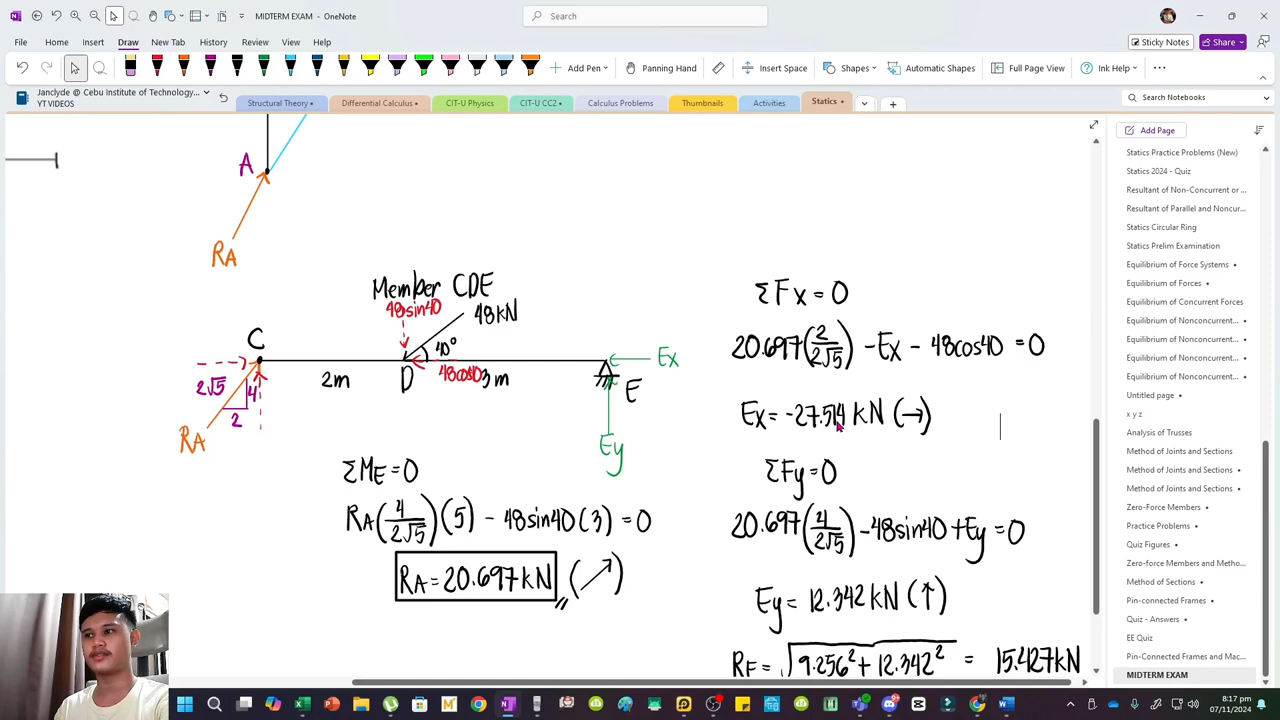 MIDTERM EXAM - OneNote
Search
File Home Insert Draw New Tab History Review View Help
Sticky Notes Share
Add Pen Panning Hand Insert Space Shapes Automatic Shapes Full Page View Ink Help
Janclyde @ Cebu Institute of Technology...
YT VIDEOS
Structural Theory Differential Calculus CIT-U Physics CIT-U CC2 Calculus Problems Thumbnails Activities Statics
Search Notebooks
Add Page
Statics Practice Problems (New)
Statics 2024 - Quiz
Resultant of Non-Concurrent or ...
Resultant of Parallel and Noncur...
Statics Circular Ring
Statics Prelim Examination
Equilibrium of Force Systems
Equilibrium of Forces
Equilibrium of Concurrent Forces
Equilibrium of Nonconcurrent...
Equilibrium of Nonconcurrent...
Equilibrium of Nonconcurrent...
Equilibrium of Nonconcurrent...
Untitled page
x y z
Analysis of Trusses
Method of Joints and Sections
Method of Joints and Sections
Method of Joints and Sections
Zero-Force Members
Practice Problems
Quiz Figures
Zero-force Members and Metho...
Method of Sections
Pin-connected Frames
Quiz - Answers
EE Quiz
Pin-Connected Frames and Mac...
MIDTERM EXAM
A
RA
Member CDE
48sin40
48kN
C
40°
Ex
2√5
4
2
2m
D
48cos40
3m
E
RA
Ey
ΣME=0
RA(4/2√5)(5) - 48sin40(3)=0
RA=20.697kN (↗)
ΣFx=0
20.697(2/2√5) -Ex - 48cos40 =0
Ex= -27.514 kN (→)
ΣFy=0
20.697(4/2√5)-48sin40+Ey=0
Ey= 12.342kN (↑)
RE= √9.256²+12.342² = 15.427kN
8:17 pm
07/11/2024